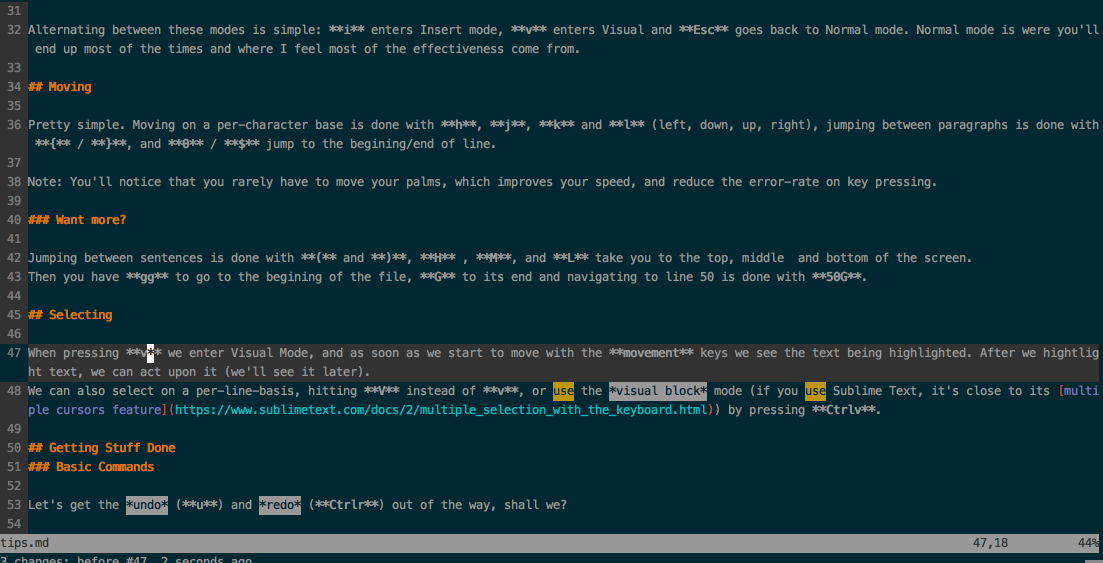 31
32 Alternating between these modes is simple: **i** enters Insert mode, **v** enters Visual and **Esc** goes back to Normal mode. Normal mode is were you'll
end up most of the times and where I feel most of the effectiveness come from.
33
34 ## Moving
35
36 Pretty simple. Moving on a per-character base is done with **h**, **j**, **k** and **l** (left, down, up, right), jumping between paragraphs is done with
**{** / **}**, and **0** / **$** jump to the begining/end of line.
37
38 Note: You'll notice that you rarely have to move your palms, which improves your speed, and reduce the error-rate on key pressing.
39
40 ### Want more?
41
42 Jumping between sentences is done with **(** and **)**, **H** , **M**, and **L** take you to the top, middle  and bottom of the screen.
43 Then you have **gg** to go to the begining of the file, **G** to its end and navigating to line 50 is done with **50G**.
44
45 ## Selecting
46
47 When pressing **v** we enter Visual Mode, and as soon as we start to move with the **movement** keys we see the text being highlighted. After we hightlig
ht text, we can act upon it (we'll see it later).
48 We can also select on a per-line-basis, hitting **V** instead of **v**, or use the *visual block* mode (if you use Sublime Text, it's close to its [multi
ple cursors feature](https://www.sublimetext.com/docs/2/multiple_selection_with_the_keyboard.html)) by pressing **Ctrlv**.
49
50 ## Getting Stuff Done
51 ### Basic Commands
52
53 Let's get the *undo* (**u**) and *redo* (**Ctrlr**) out of the way, shall we?
54
tips.md 47,18 44%
3 changes; before #47  2 seconds ago